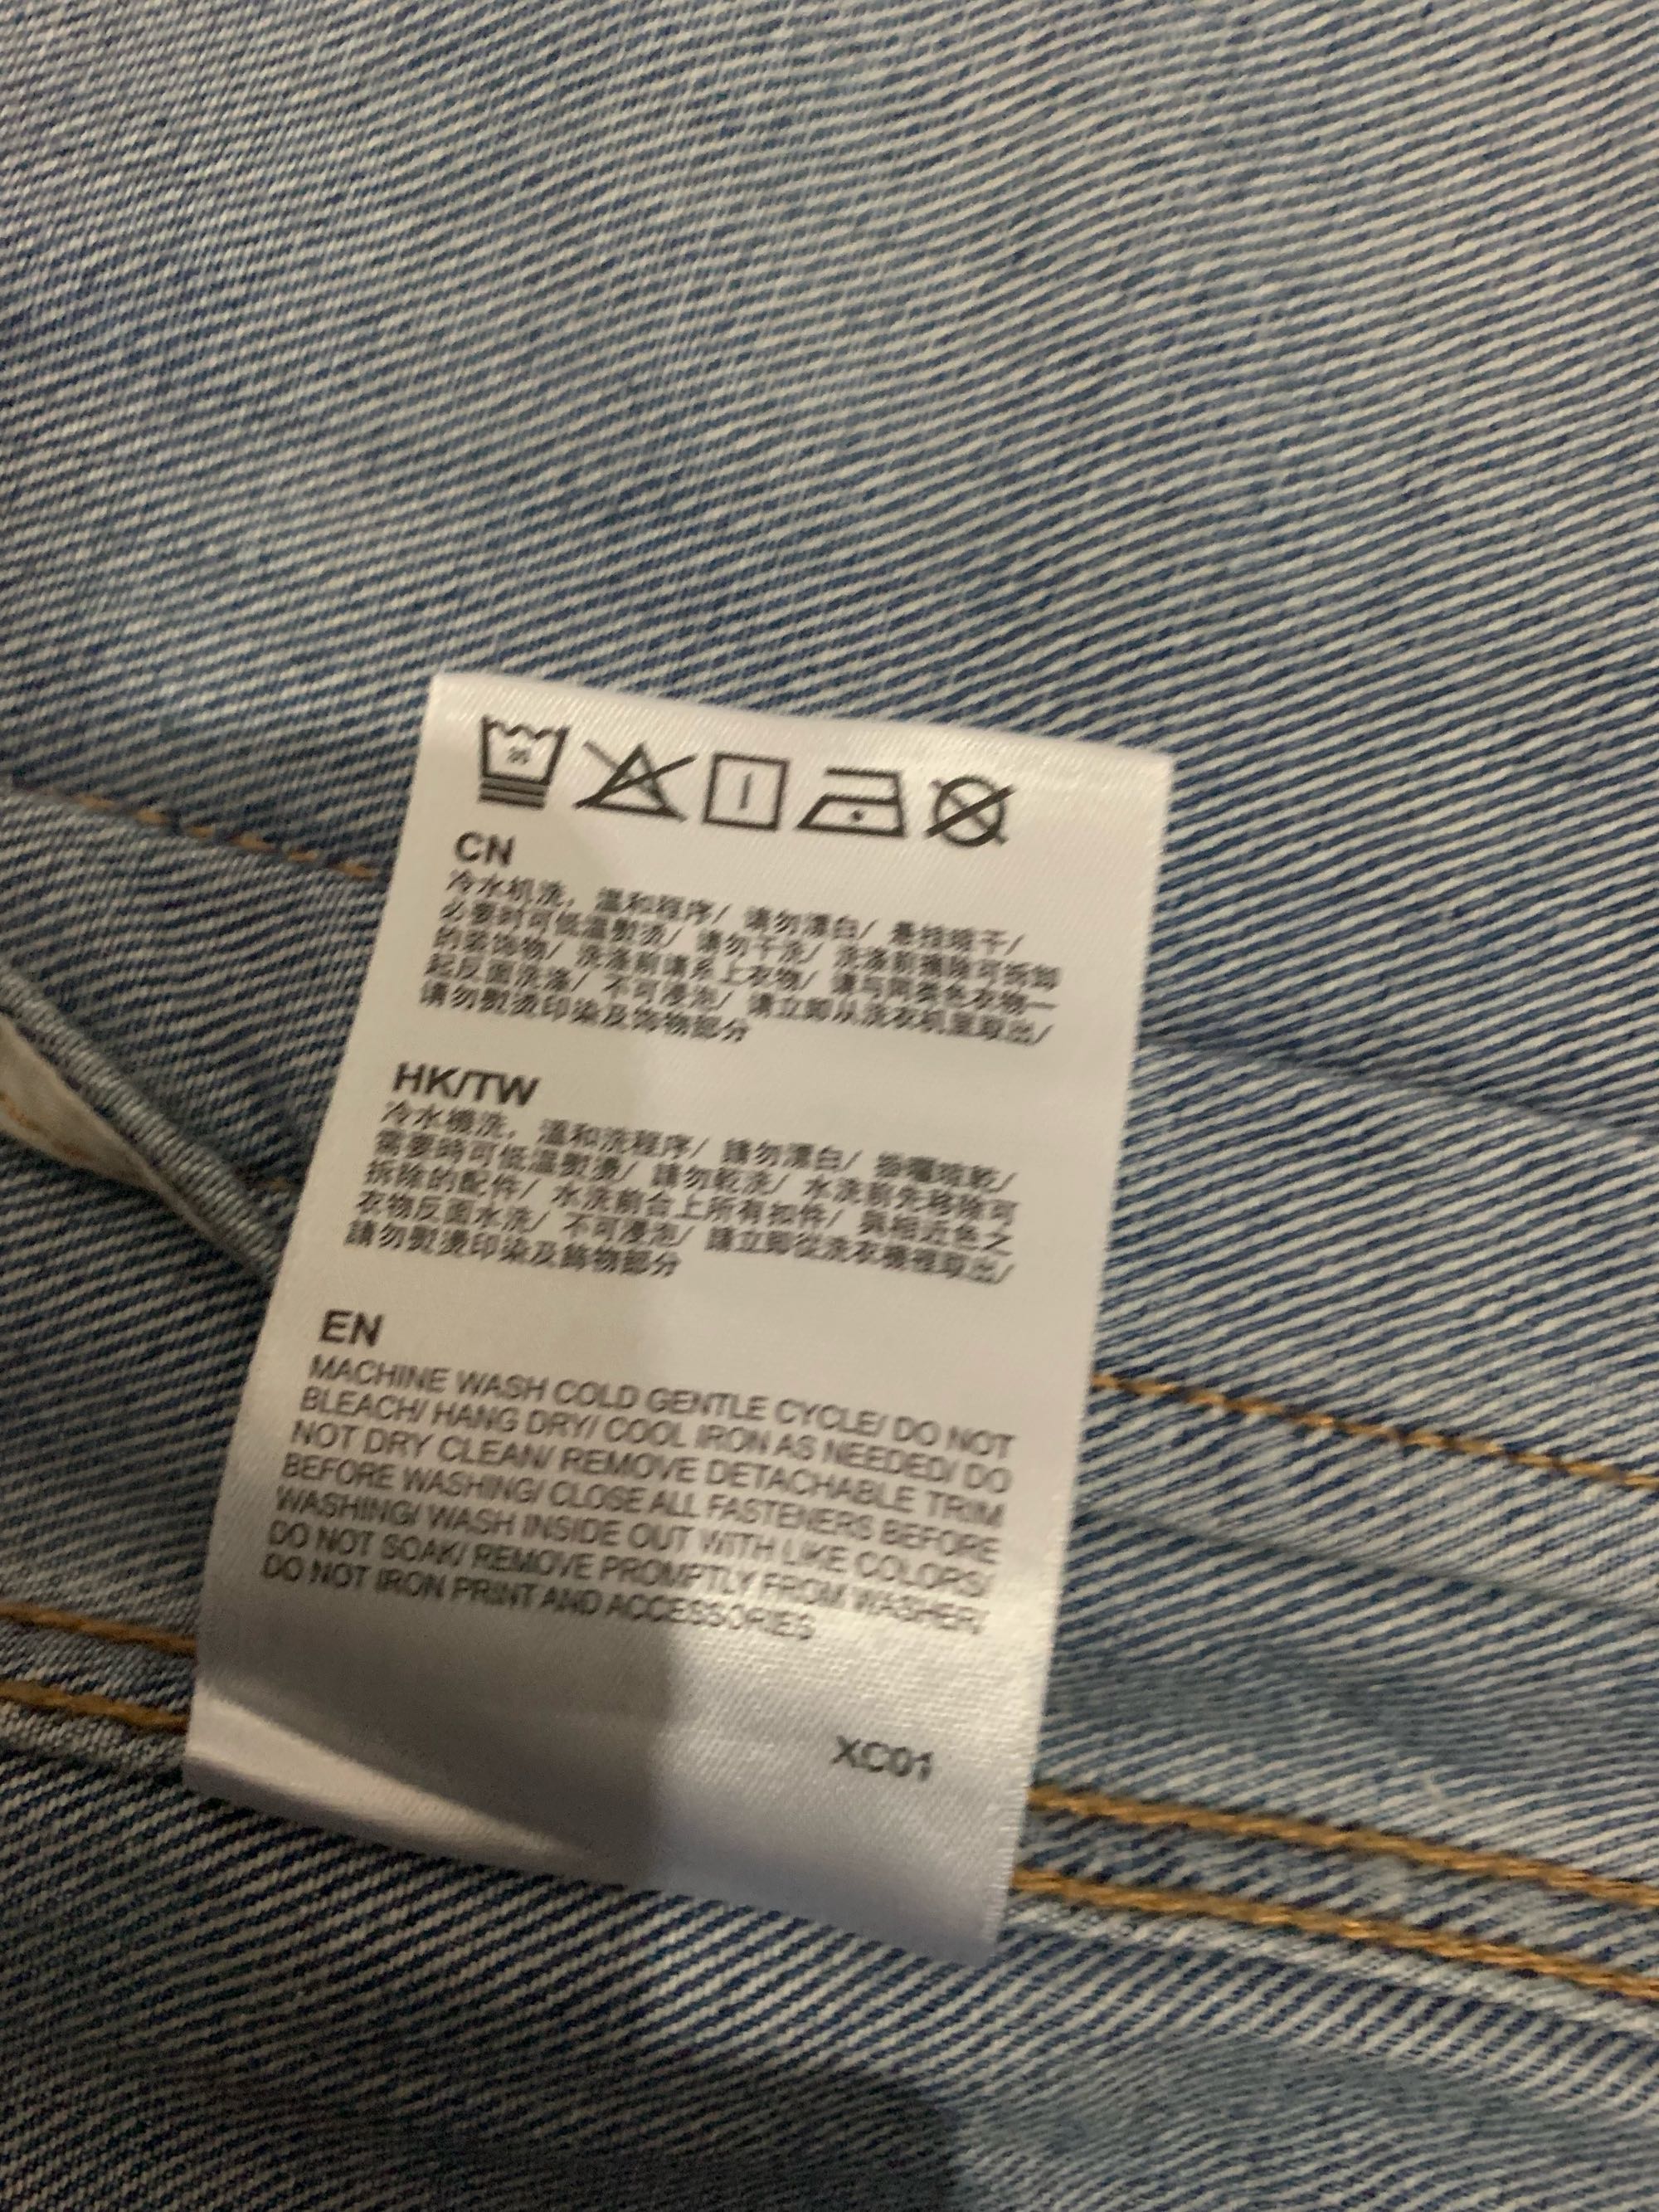 CN
冷水机洗，温和程序/ 请勿漂白/ 悬挂晾干/
必要时可低温熨烫/ 请勿干洗/ 洗涤前摘除可拆卸
的装饰物/ 洗涤前请系上衣物/ 请与同类色衣物一
起反面洗涤/ 不可浸泡/ 请立即从洗衣机里取出/
请勿熨烫印染及饰物部分
HK/TW
冷水機洗，溫和洗程序/ 請勿漂白/ 掛曬晾乾/
需要時可低溫熨燙/ 請勿乾洗/ 水洗前先移除可
拆除的配件/ 水洗前合上所有扣件/ 與相近色之
衣物反面水洗/ 不可浸泡/ 請立即從洗衣機裡取出/
請勿熨燙印染及飾物部分
EN
MACHINE WASH COLD GENTLE CYCLE/ DO NOT
BLEACH/ HANG DRY/ COOL IRON AS NEEDED/ DO
NOT DRY CLEAN/ REMOVE DETACHABLE TRIM
BEFORE WASHING/ CLOSE ALL FASTENERS BEFORE
WASHING/ WASH INSIDE OUT WITH LIKE COLORS/
DO NOT SOAK/ REMOVE PROMPTLY FROM WASHER/
DO NOT IRON PRINT AND ACCESSORIES
XC01